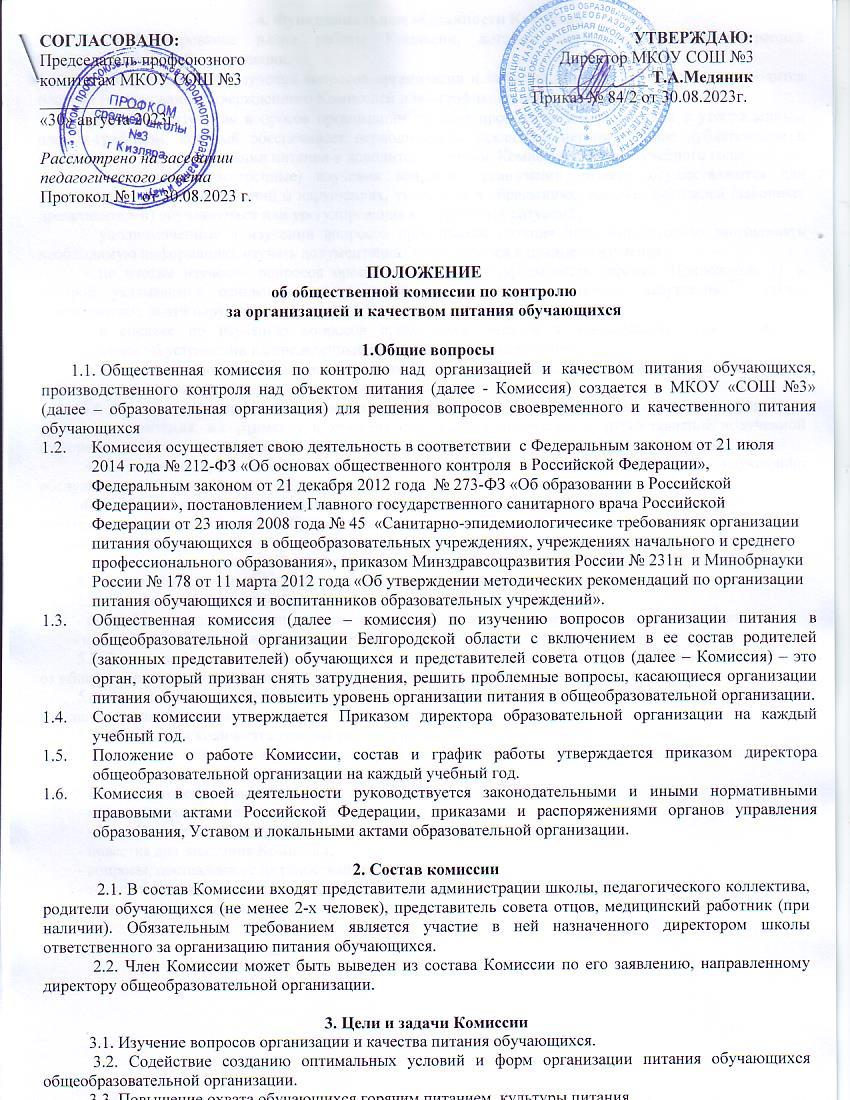 СОГЛАСОВАНО:
Председатель профсоюзного
комитетам МКОУ СОШ №3
«30» августа 2023г.
Рассмотрено на заседании
педагогического совета
Протокол №1 от 30.08.2023 г.
УТВЕРЖДАЮ:
Директор МКОУ СОШ №3
Т.А.Медяник
Приказ № 84/2 от 30.08.2023г.
ПРОФКОМ
средней школы
№3
г Кизляра
ПОЛОЖЕНИЕ
об общественной комиссии по контролю
за организацией и качеством питания обучающихся
1.Общие вопросы
1.1. Общественная комиссия по контролю над организацией и качеством питания обучающихся,
производственного контроля над объектом питания (далее - Комиссия) создается в МКОУ «СОШ №3»
(далее – образовательная организация) для решения вопросов своевременного и качественного питания
обучающихся
1.2. Комиссия осуществляет свою деятельность в соответствии с Федеральным законом от 21 июля
2014 года № 212-ФЗ «Об основах общественного контроля в Российской Федерации»,
Федеральным законом от 21 декабря 2012 года № 273-ФЗ «Об образовании в Российской
Федерации», постановлением Главного государственного санитарного врача Российской
Федерации от 23 июля 2008 года № 45 «Санитарно-эпидемиологичесике требованияк организации
питания обучающихся в общеобразовательных учреждениях, учреждениях начального и среднего
профессионального образования», приказом Минздравсоцразвития России № 231н и Минобрнауки
России № 178 от 11 марта 2012 года «Об утверждении методических рекомендаций по организации
питания обучающихся и воспитанников образовательных учреждений».
1.3. Общественная комиссия (далее – комиссия) по изучению вопросов организации питания в
общеобразовательной организации Белгородской области с включением в ее состав родителей
(законных представителей) обучающихся и представителей совета отцов (далее – Комиссия) – это
орган, который призван снять затруднения, решить проблемные вопросы, касающиеся организации
питания обучающихся, повысить уровень организации питания в общеобразовательной организации.
1.4. Состав комиссии утверждается Приказом директора образовательной организации на каждый
учебный год.
1.5. Положение о работе Комиссии, состав и график работы утверждается приказом директора
общеобразовательной организации на каждый учебный год.
1.6. Комиссия в своей деятельности руководствуется законодательными и иными нормативными
правовыми актами Российской Федерации, приказами и распоряжениями органов управления
образования, Уставом и локальными актами образовательной организации.
2. Состав комиссии
2.1. В состав Комиссии входят представители администрации школы, педагогического коллектива,
родители обучающихся (не менее 2-х человек), представитель совета отцов, медицинский работник (при
наличии). Обязательным требованием является участие в ней назначенного директором школы
ответственного за организацию питания обучающихся.
2.2. Член Комиссии может быть выведен из состава Комиссии по его заявлению, направленному
директору общеобразовательной организации.
3. Цели и задачи Комиссии
3.1. Изучение вопросов организации и качества питания обучающихся.
3.2. Содействие созданию оптимальных условий и форм организации питания обучающихся
общеобразовательной организации.
3.3. Повышение охвата обучающихся горячим питанием, культуры питания